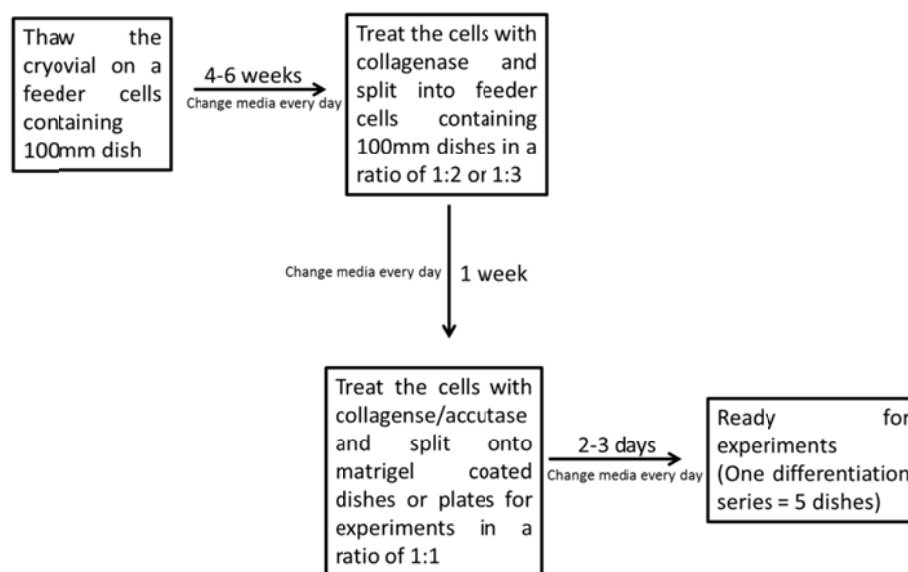 Thaw the
cryovial on a
feeder cells
containing
100mm dish
4-6 weeks
Change media every day
Treat the cells with
collagenase and
split into feeder
cells containing
100mm dishes in a
ratio of 1:2 or 1:3
Change media every day
1 week
Treat the cells with
collagense/accutase
and split onto
matrigel coated
dishes or plates for
experiments in a
ratio of 1:1
2-3 days
Change media every day
Ready for
experiments
(One differentiation
series = 5 dishes)